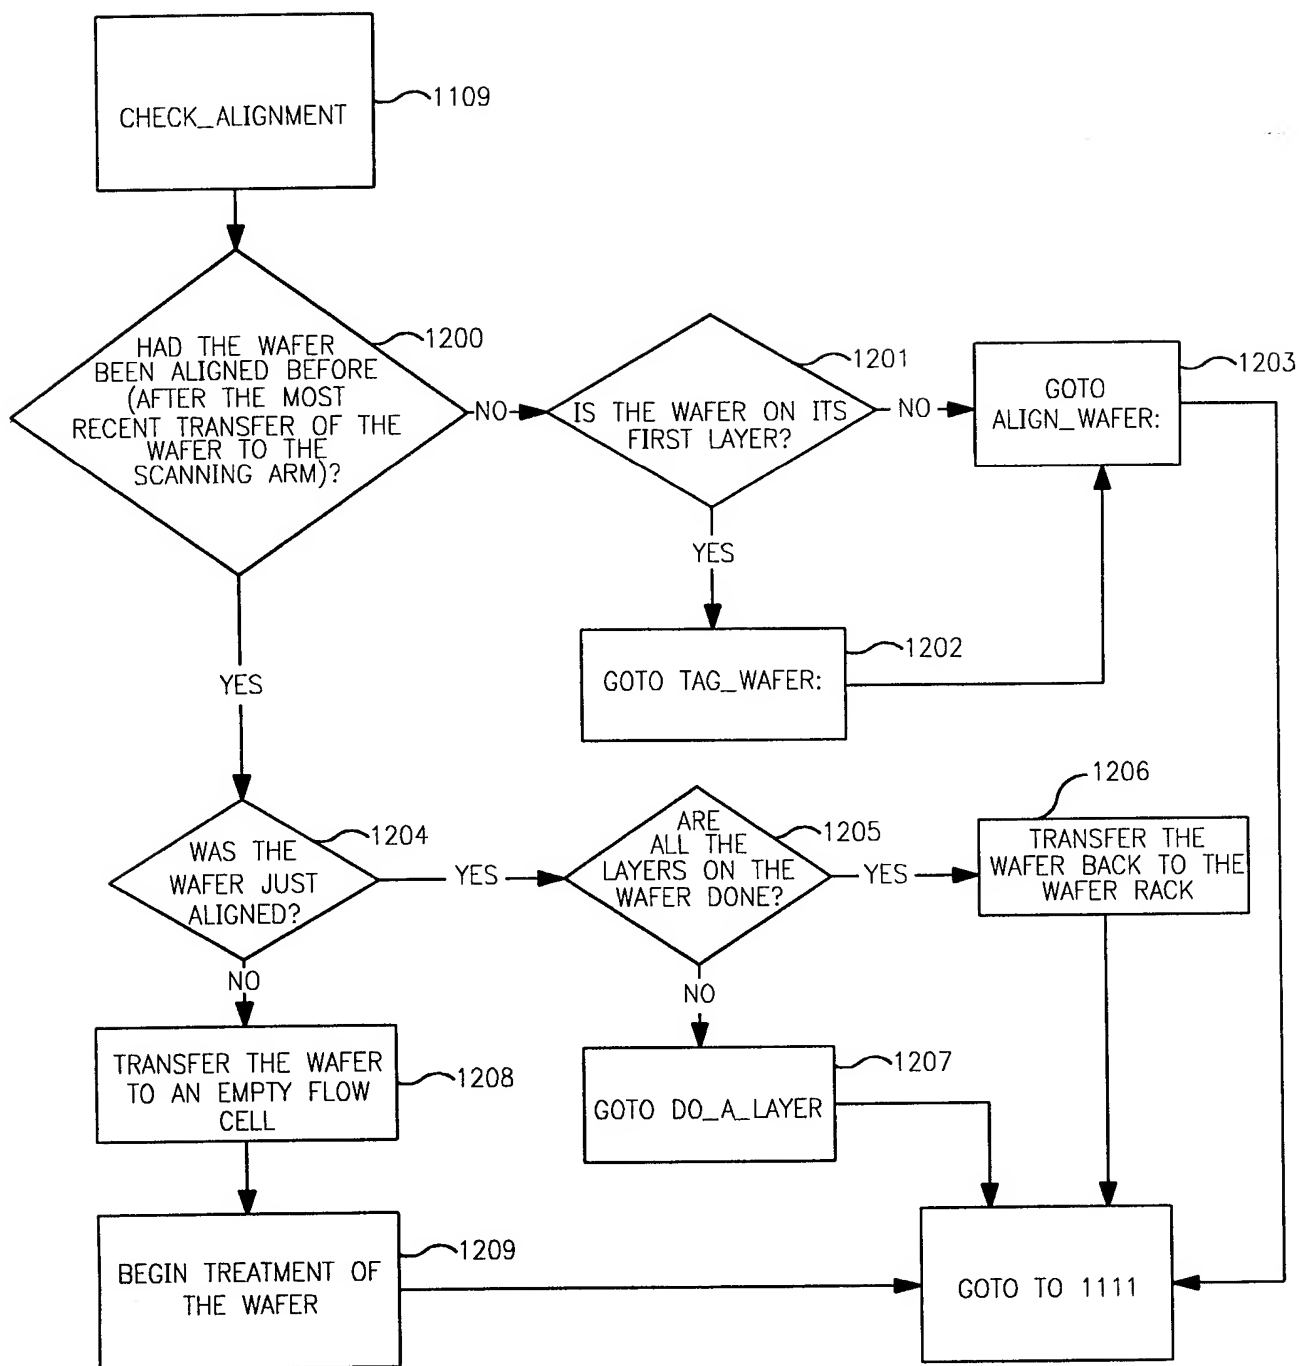 CHECK_ALIGNMENT
1109
HAD THE WAFER
BEEN ALIGNED BEFORE
(AFTER THE MOST
RECENT TRANSFER OF THE
WAFER TO THE
SCANNING ARM)?
1200
NO
IS THE WAFER ON ITS
FIRST LAYER?
1201
NO
GOTO
ALIGN_WAFER:
1203
YES
GOTO TAG_WAFER:
1202
YES
WAS THE
WAFER JUST
ALIGNED?
1204
YES
ARE
ALL THE
LAYERS ON THE
WAFER DONE?
1205
YES
TRANSFER THE
WAFER BACK TO THE
WAFER RACK
1206
NO
TRANSFER THE WAFER
TO AN EMPTY FLOW
CELL
1208
NO
GOTO DO_A_LAYER
1207
BEGIN TREATMENT OF
THE WAFER
1209
GOTO TO 1111